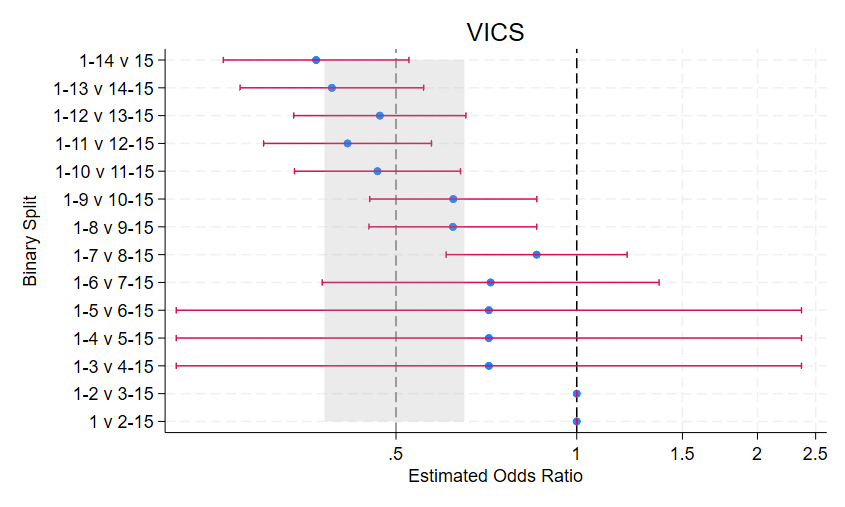 VICS
1-14 v 15
1-13 v 14-15
1-12 v 13-15
1-11 v 12-15
1-10 v 11-15
1-9 v 10-15
1-8 v 9-15
1-7 v 8-15
1-6 v 7-15
1-5 v 6-15
1-4 v 5-15
1-3 v 4-15
1-2 v 3-15
1 v 2-15
Binary Split
.5 1 1.5 2 2.5
Estimated Odds Ratio